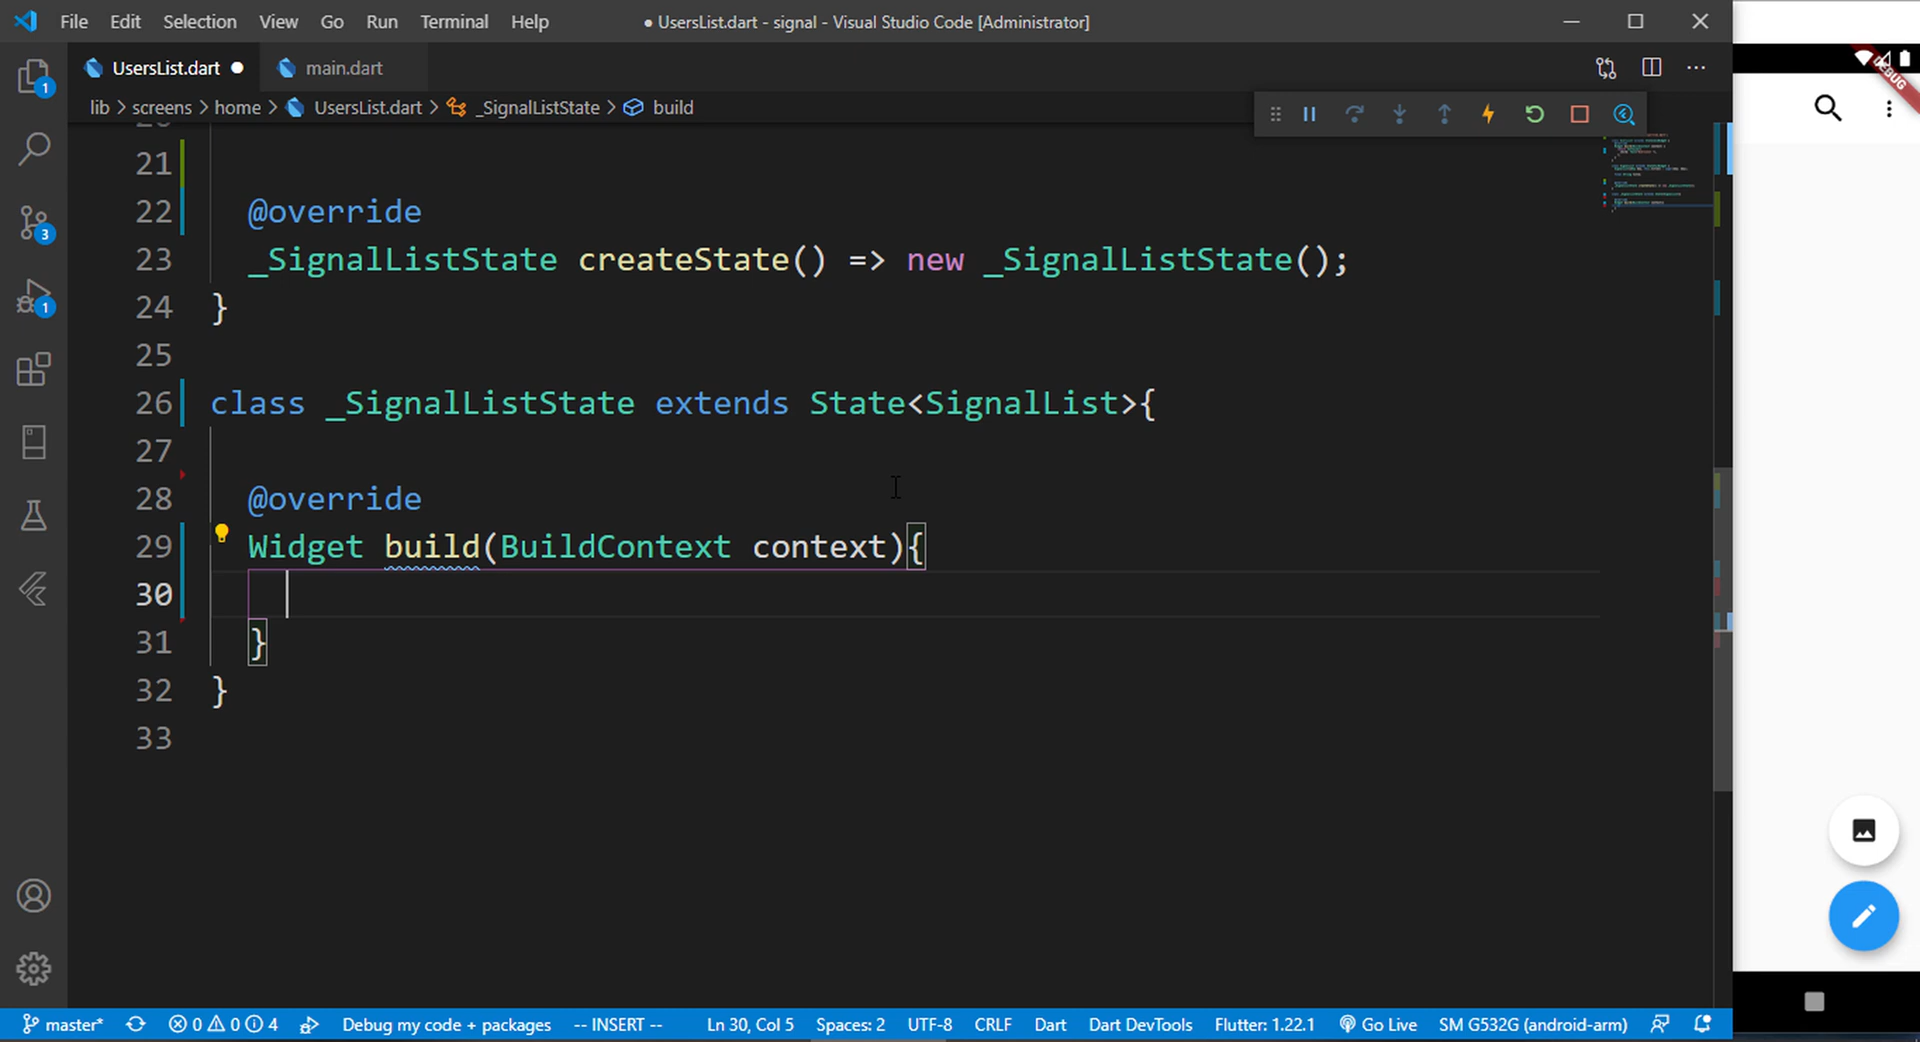 File Edit Selection View Go Run Terminal Help ● UsersList.dart - signal - Visual Studio Code [Administrator]
UsersList.dart ● main.dart
lib > screens > home > UsersList.dart > _SignalListState > build
DEBUG
1
3
1
21
22 @override
23 _SignalListState createState() => new _SignalListState();
24 }
25
26 class _SignalListState extends State<SignalList>{
27
28 @override
29 Widget build(BuildContext context){
30
31 }
32 }
33
master* 0 0 4 Debug my code + packages -- INSERT -- Ln 30, Col 5 Spaces: 2 UTF-8 CRLF Dart Dart DevTools Flutter: 1.22.1 Go Live SM G532G (android-arm)